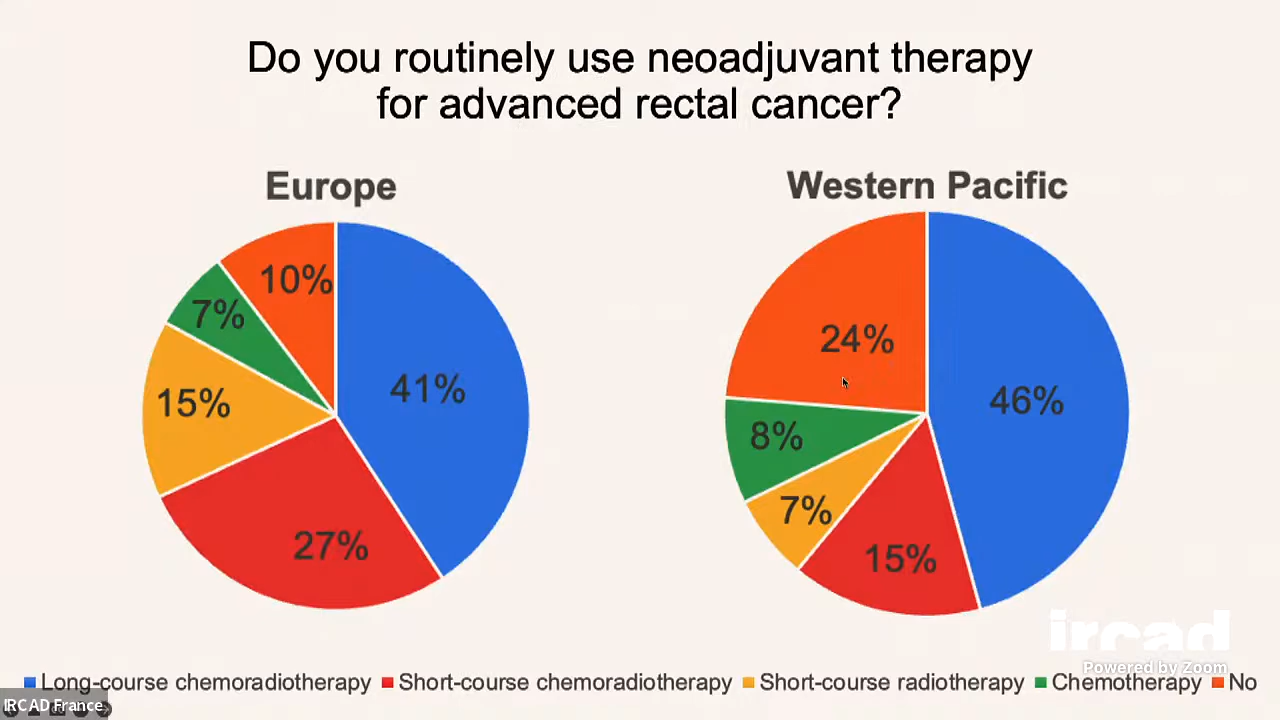 Do you routinely use neoadjuvant therapy
for advanced rectal cancer?
Europe
Western Pacific
10%
7%
15%
41%
27%
24%
46%
8%
7%
15%
ircad
Powered by Zoom
Long-course chemoradiotherapy Short-course chemoradiotherapy Short-course radiotherapy Chemotherapy No
IRCAD France